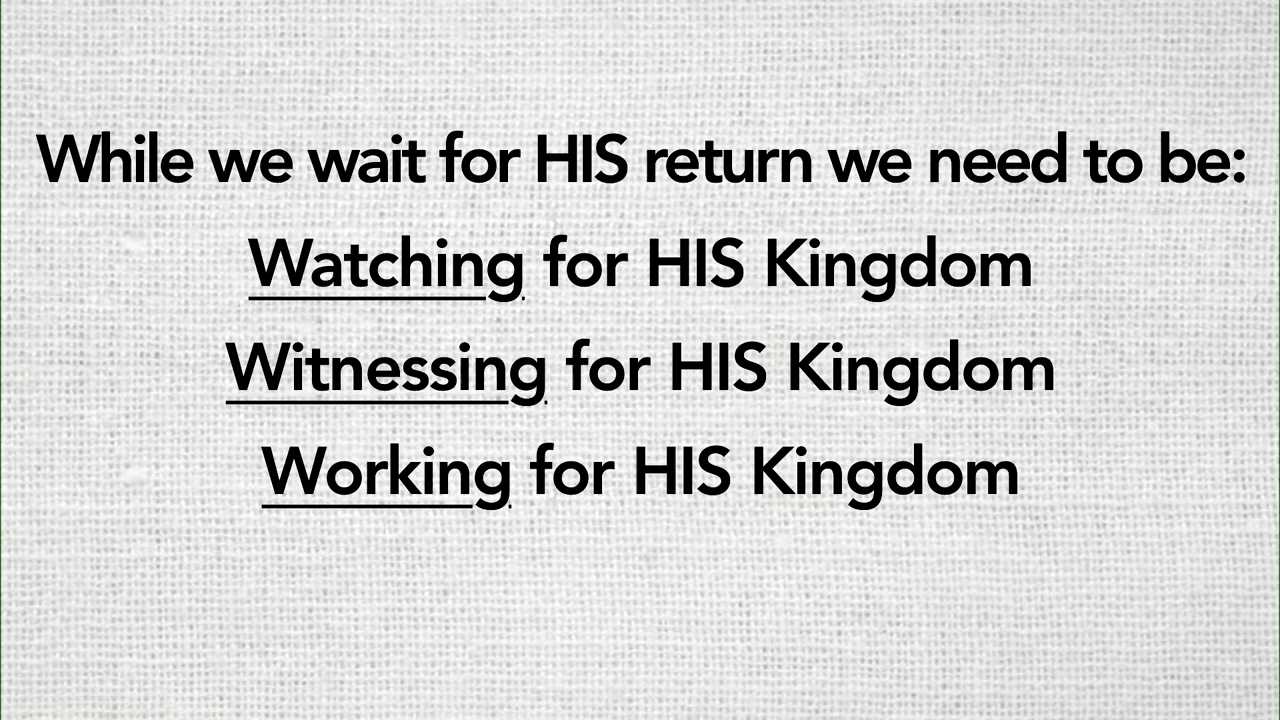 While we wait for HIS return we need to be:
Watching for HIS Kingdom
Witnessing for HIS Kingdom
Working for HIS Kingdom